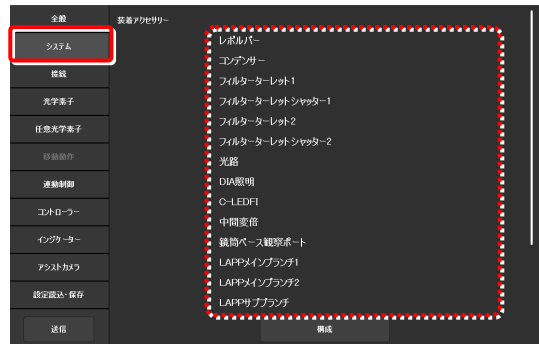 全般
システム
接続
光学素子
任意光学素子
移動動作
連動制御
コントローラー
インジケーター
アシストカメラ
設定読込・保存
送信
装着アクセサリー
レボルバー
コンデンサー
フィルターターレット1
フィルターターレットシャッター1
フィルターターレット2
フィルターターレットシャッター2
光路
DIA照明
C-LEDFI
中間変倍
鏡筒ベース観察ポート
LAPPメインブランチ1
LAPPメインブランチ2
LAPPサブブランチ
構成